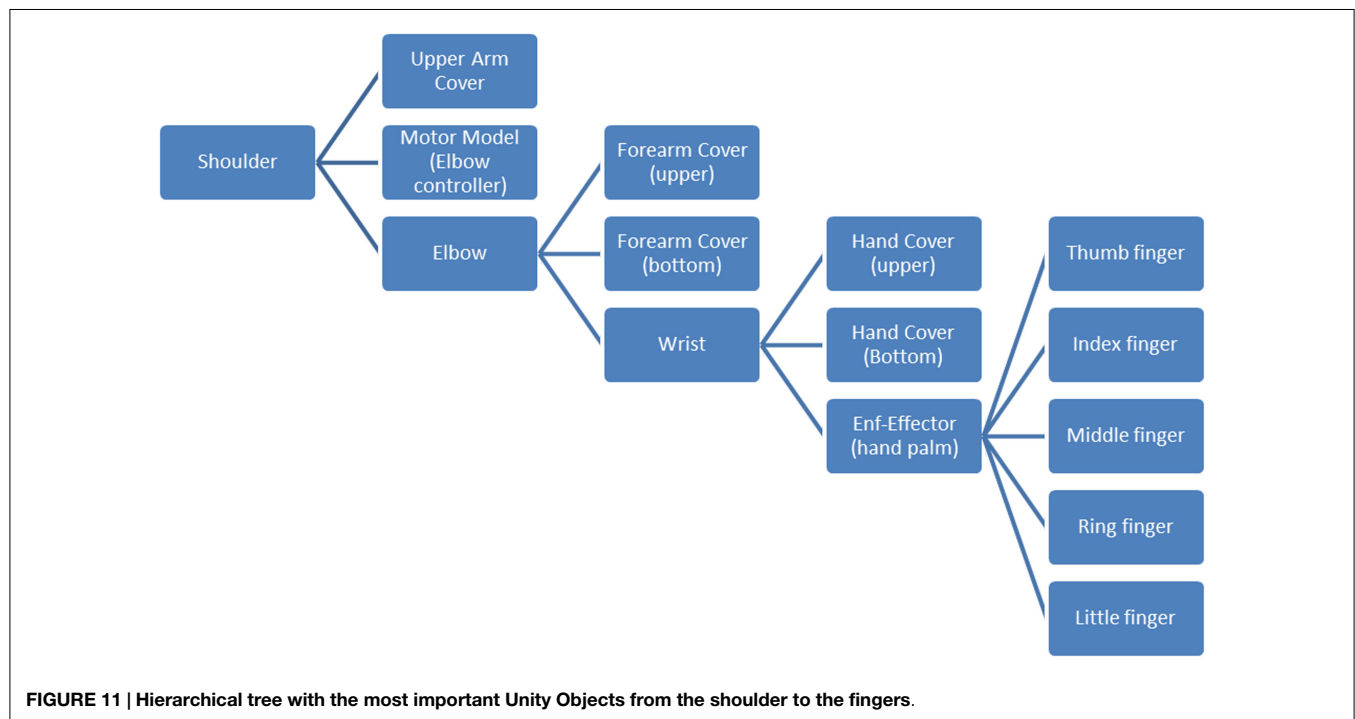 Shoulder
Upper Arm
Cover
Motor Model
(Elbow
controller)
Elbow
Forearm Cover
(upper)
Forearm Cover
(bottom)
Wrist
Hand Cover
(upper)
Hand Cover
(Bottom)
Enf-Effector
(hand palm)
Thumb finger
Index finger
Middle finger
Ring finger
Little finger
FIGURE 11 | Hierarchical tree with the most important Unity Objects from the shoulder to the fingers.